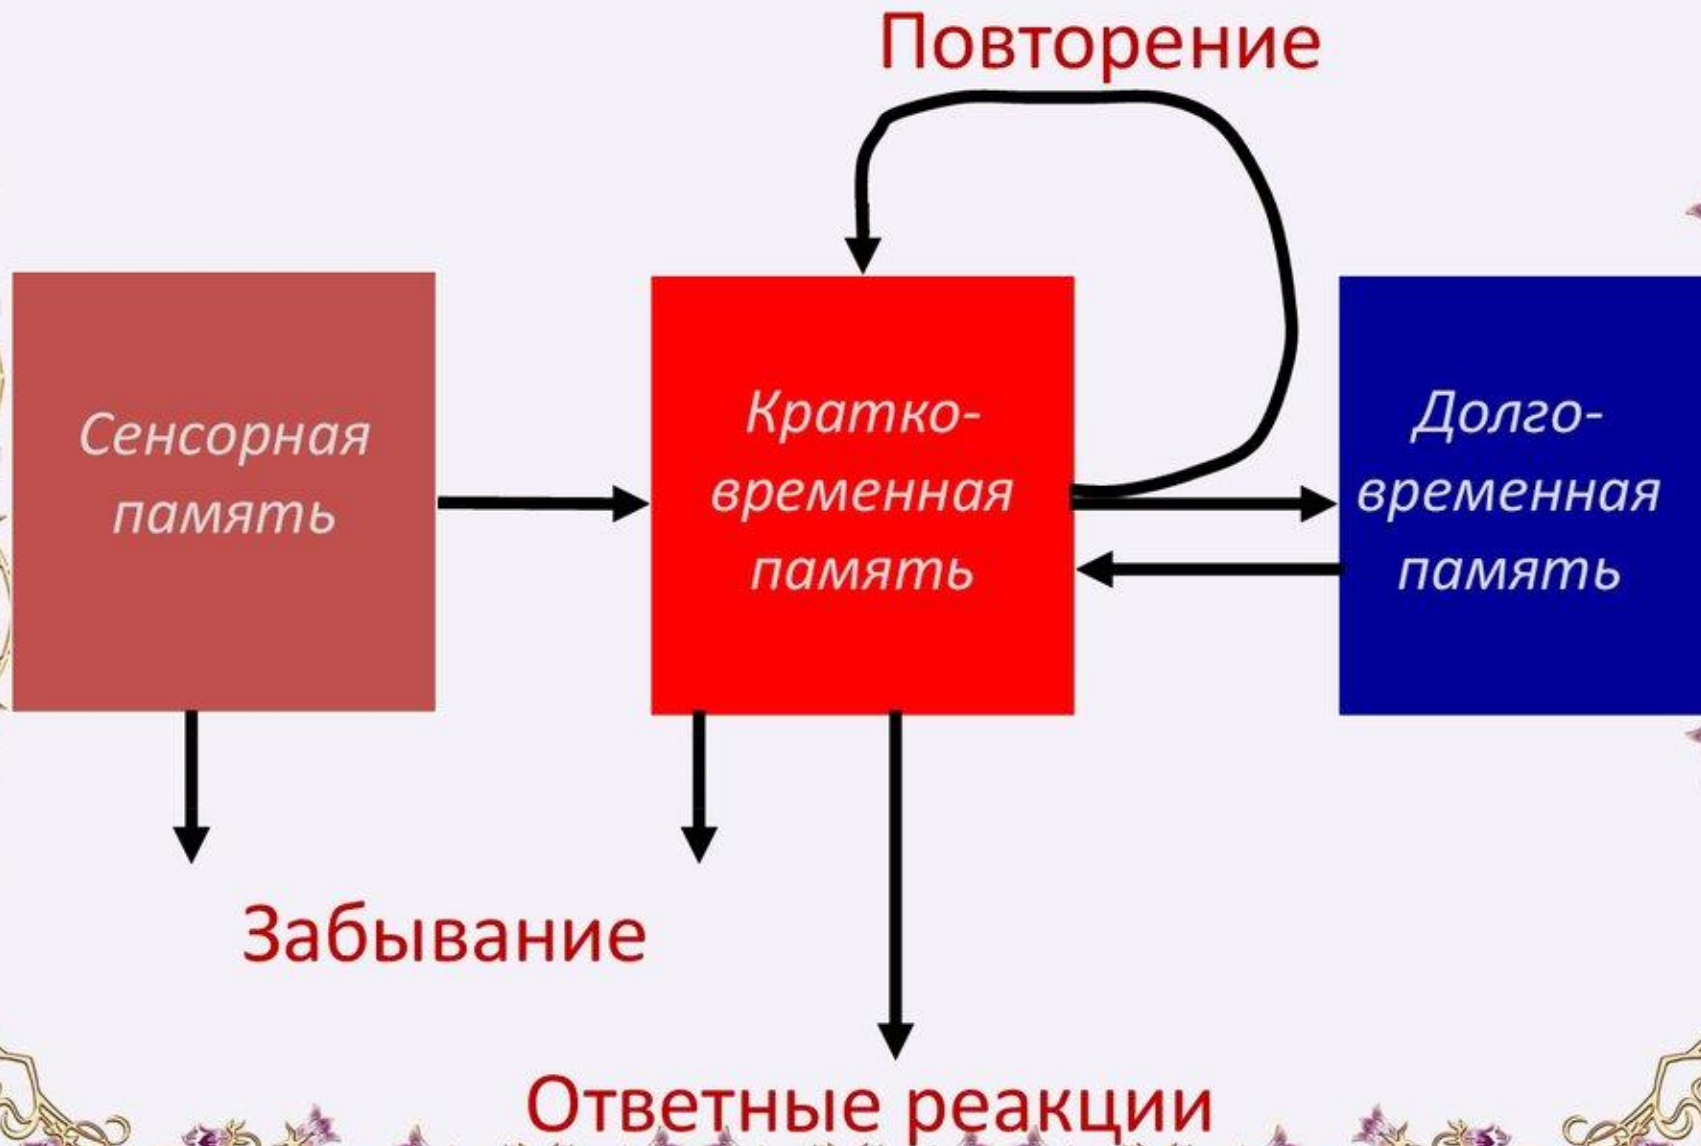 Повторение
Сенсорная
память
Кратко-
временная
память
Долго-
временная
память
Забывание
Ответные реакции